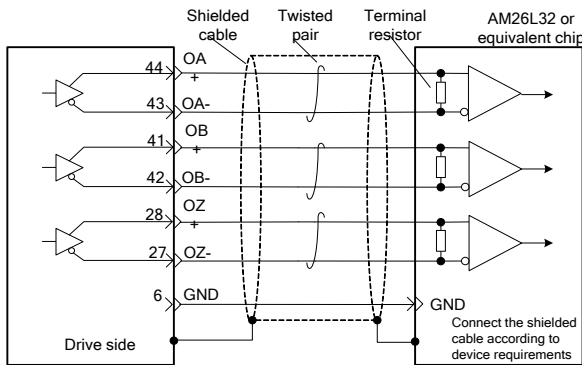 Shielded
cable
Twisted
pair
Terminal
resistor
AM26L32 or
equivalent chip
44 OA
+
43 OA-
41 OB
+
42 OB-
28 OZ
+
27 OZ-
6 GND
GND
Drive side
Connect the shielded
cable according to
device requirements